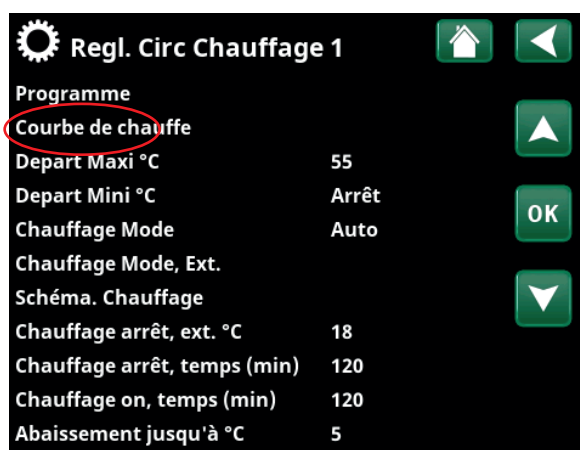 Regl. Circ Chauffage 1
Programme
Courbe de chauffe
Depart Maxi °C 55
Depart Mini °C Arrêt
Chauffage Mode Auto
Chauffage Mode, Ext.
Schéma. Chauffage
Chauffage arrêt, ext. °C 18
Chauffage arrêt, temps (min) 120
Chauffage on, temps (min) 120
Abaissement jusqu'à °C 5
OK